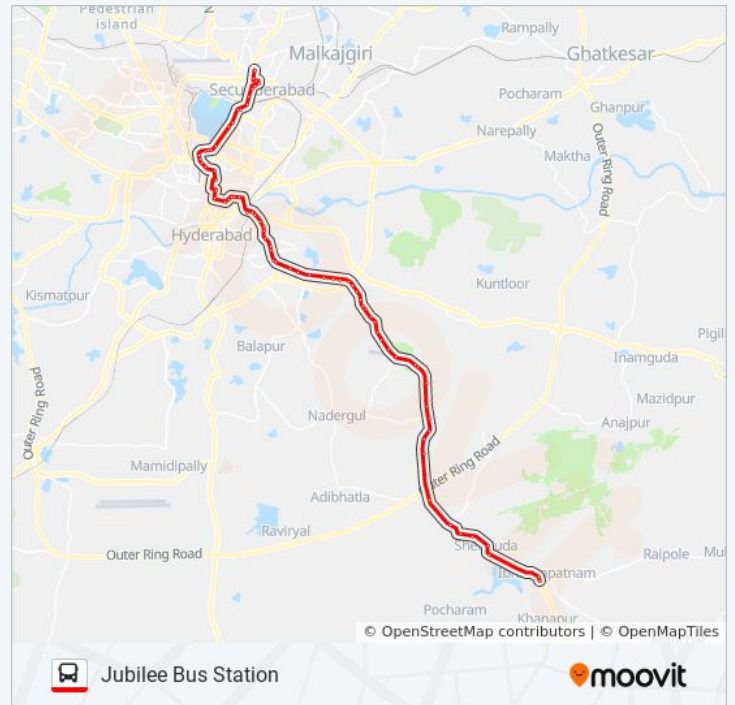 Pedestrian
island
2
Rampally
Malkajgiri
Ghatkesar
Secunderabad
Pocharam
Ghanpur
Narepally
Maktha
Outer Ring Road
Hyderabad
Kismatpur
Kuntloor
Pigli
Balapur
Inamguda
Outer Ring Road
Mazidpur
Nadergul
Anajpur
Outer Ring Road
Mamidipally
Adibhatla
Raviryal
Outer Ring Road
Raipole
Pocharam
Khanapur
© OpenStreetMap contributors | © OpenMapTiles
Jubilee Bus Station
moovit